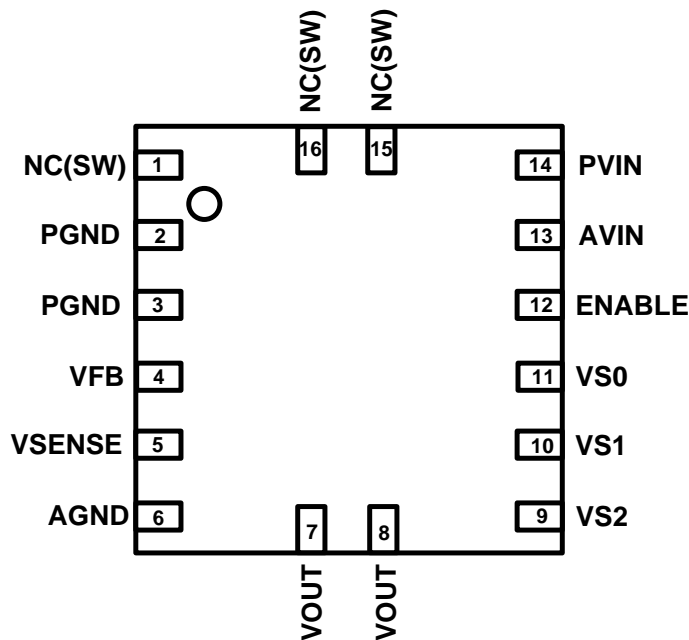 NC(SW)
NC(SW)
16
15
NC(SW)
1
14
PVIN
PGND
2
13
AVIN
PGND
3
12
ENABLE
VFB
4
11
VS0
VSENSE
5
10
VS1
AGND
6
9
VS2
7
8
VOUT
VOUT